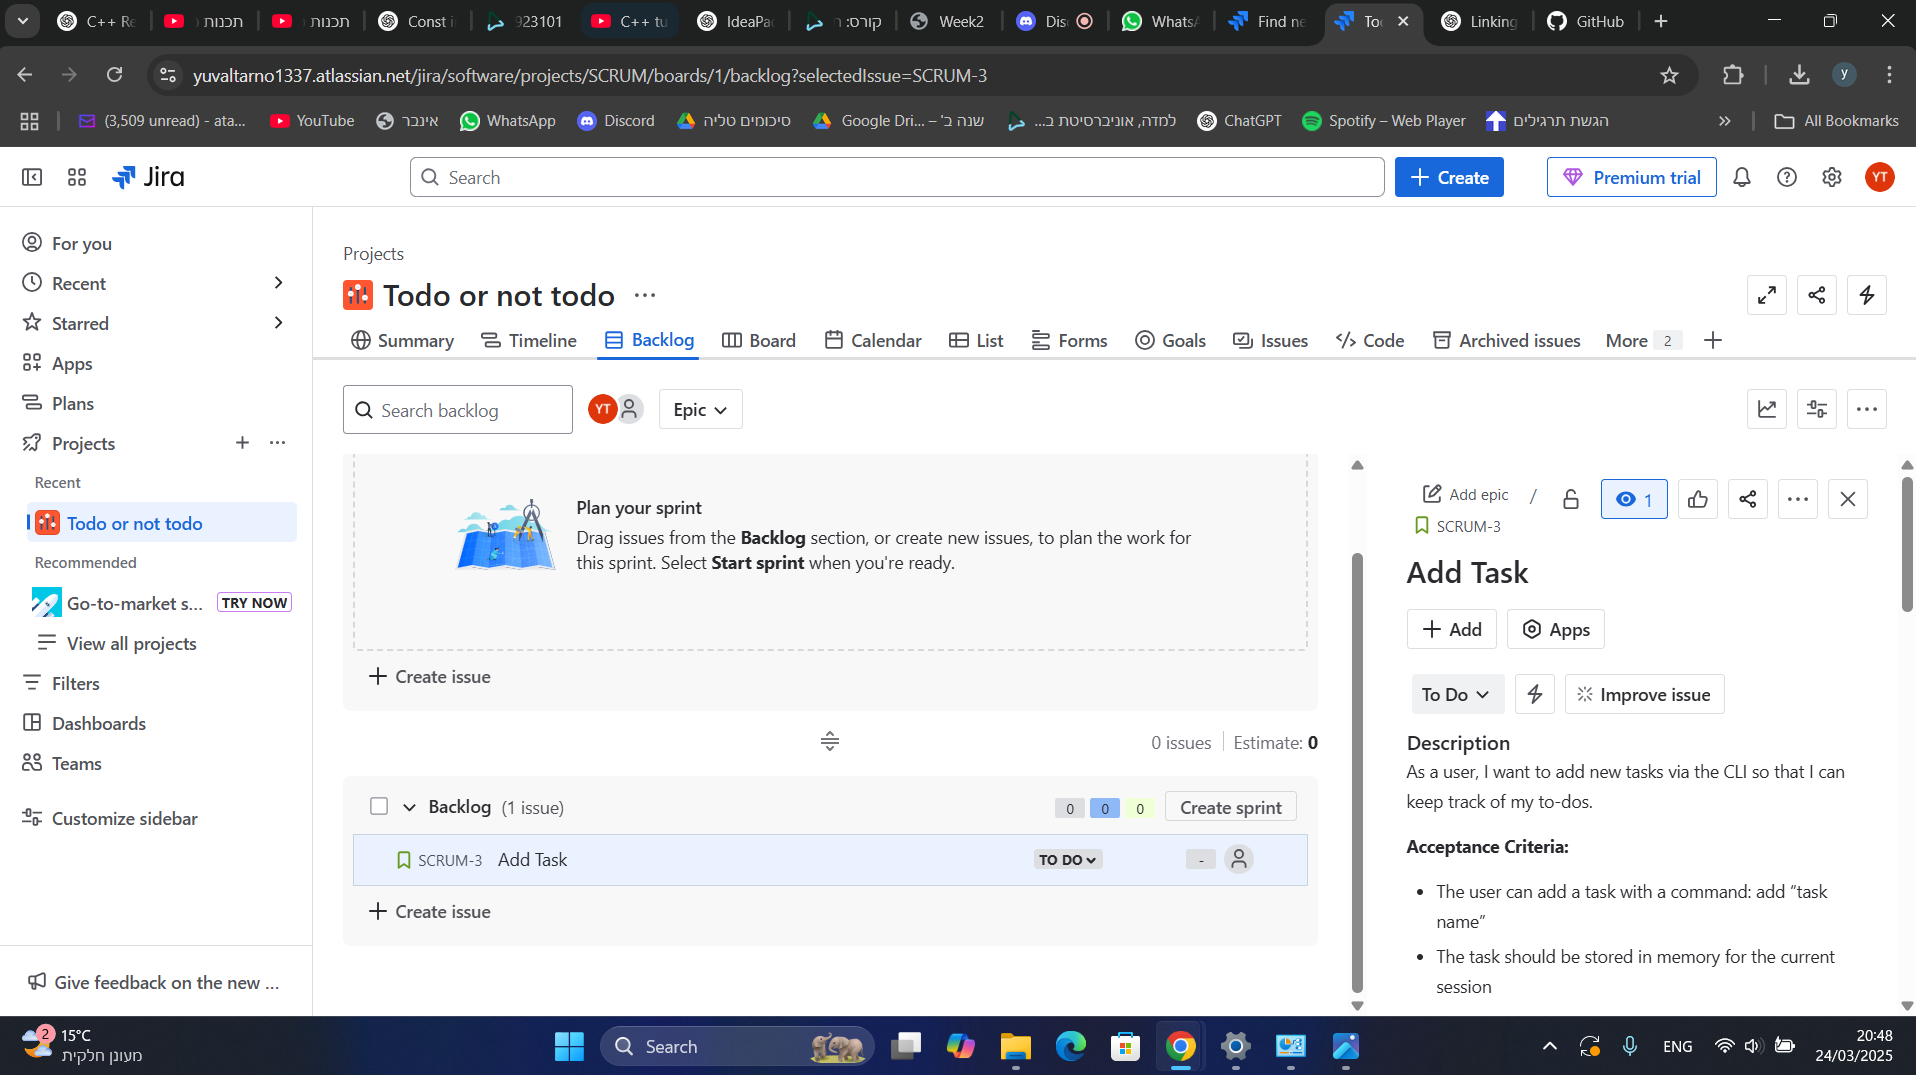 C++ Re
תכנות
תכנות
Const i
923101
C++ tu
IdeaPa
קורס:
Week2
Dis
WhatsA
Find ne
To
Linking
GitHub
yuvaltarno1337.atlassian.net/jira/software/projects/SCRUM/boards/1/backlog?selectedIssue=SCRUM-3
y
(3,509 unread) - ata...
YouTube
אינבר
WhatsApp
Discord
סיכומים טליה
Google Dri... – 'שנה ב
למדה, אוניברסיטת ב...
ChatGPT
Spotify – Web Player
הגשת תרגילים
All Bookmarks
Jira
Search
Create
Premium trial
YT
For you
Recent
Starred
Apps
Plans
Projects
Recent
Todo or not todo
Recommended
Go-to-market s...
TRY NOW
View all projects
Filters
Dashboards
Teams
Customize sidebar
Give feedback on the new ...
Projects
Todo or not todo
Summary
Timeline
Backlog
Board
Calendar
List
Forms
Goals
Issues
Code
Archived issues
More 2
Search backlog
YT
Epic
Plan your sprint
Drag issues from the Backlog section, or create new issues, to plan the work for
this sprint. Select Start sprint when you're ready.
Create issue
0 issues
Estimate: 0
Backlog (1 issue)
0 0 0
Create sprint
SCRUM-3 Add Task
TO DO
-
Create issue
Add epic /
1
SCRUM-3
Add Task
Add
Apps
To Do
Improve issue
Description
As a user, I want to add new tasks via the CLI so that I can
keep track of my to-dos.
Acceptance Criteria:
• The user can add a task with a command: add “task
name”
• The task should be stored in memory for the current
session
2
15°C
מעונן חלקית
Search
ENG
20:48
24/03/2025